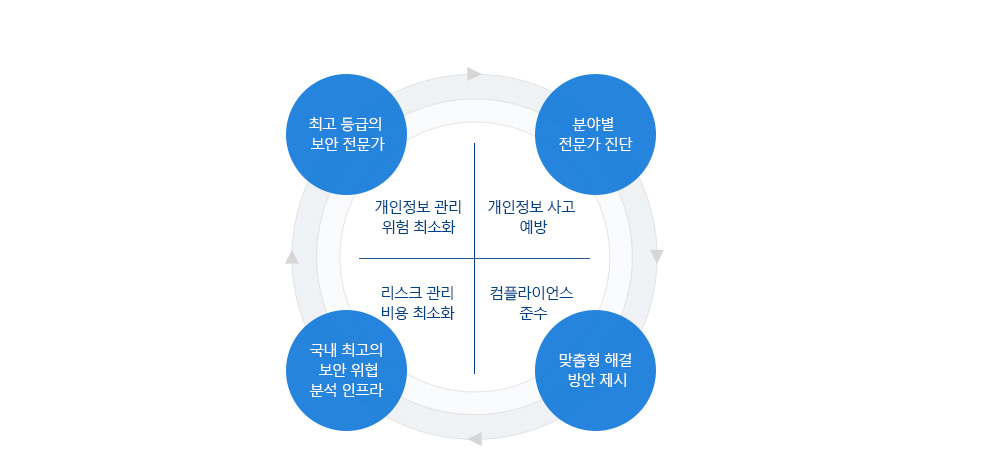 최고 등급의
보안 전문가
분야별
전문가 진단
개인정보 관리
위험 최소화
개인정보 사고
예방
리스크 관리
비용 최소화
컴플라이언스
준수
국내 최고의
보안 위협
분석 인프라
맞춤형 해결
방안 제시